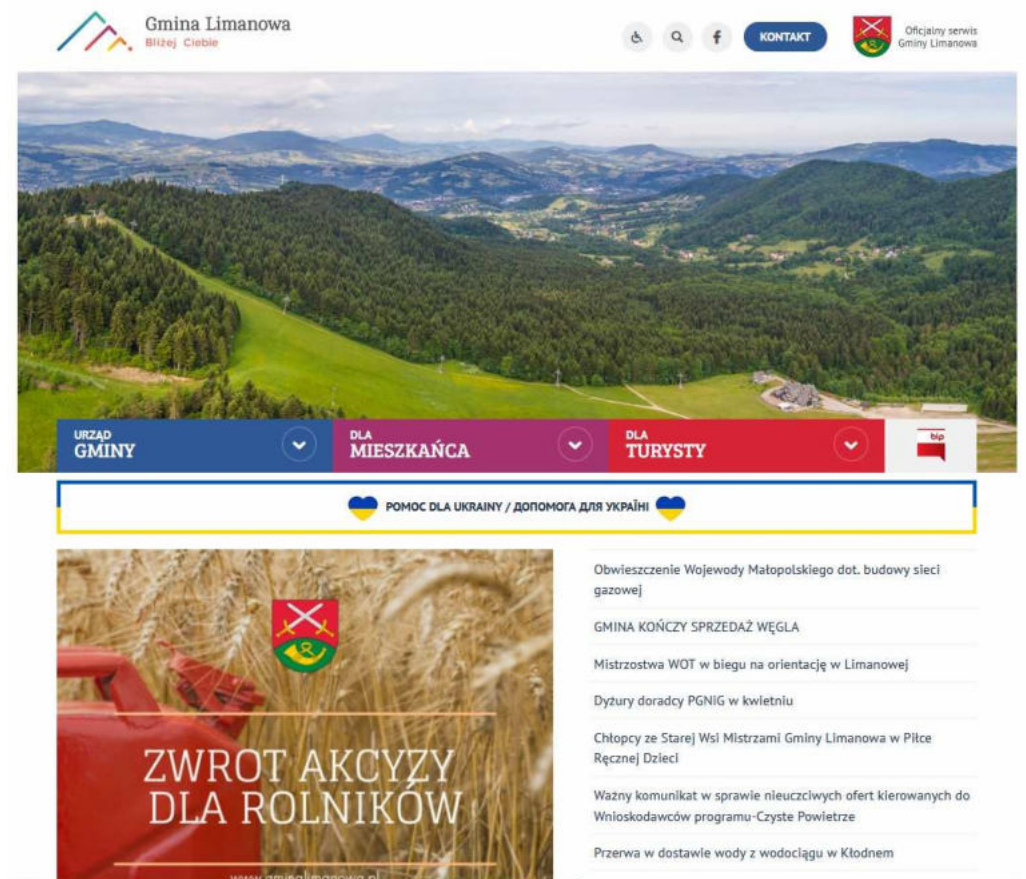 Gmina Limanowa
Bliżej Ciebie
KONTAKT
Oficjalny serwis
Gminy Limanowa
URZĄD
GMINY
DLA
MIESZKAŃCA
DLA
TURYSTY
bip
POMOC DLA UKRAINY / ДОПОМОГА ДЛЯ УКРАЇНІ
ZWROT AKCYZY
DLA ROLNIKÓW
www.gminalimanowa.pl
Obwieszczenie Wojewody Małopolskiego dot. budowy sieci
gazowej
GMINA KOŃCZY SPRZEDAŻ WĘGLA
Mistrzostwa WOT w biegu na orientację w Limanowej
Dyżury doradcy PGNiG w kwietniu
Chłopcy ze Starej Wsi Mistrzami Gminy Limanowa w Piłce
Ręcznej Dzieci
Ważny komunikat w sprawie nieuczciwych ofert kierowanych do
Wnioskodawców programu-Czyste Powietrze
Przerwa w dostawie wody z wodociągu w Kłodnem